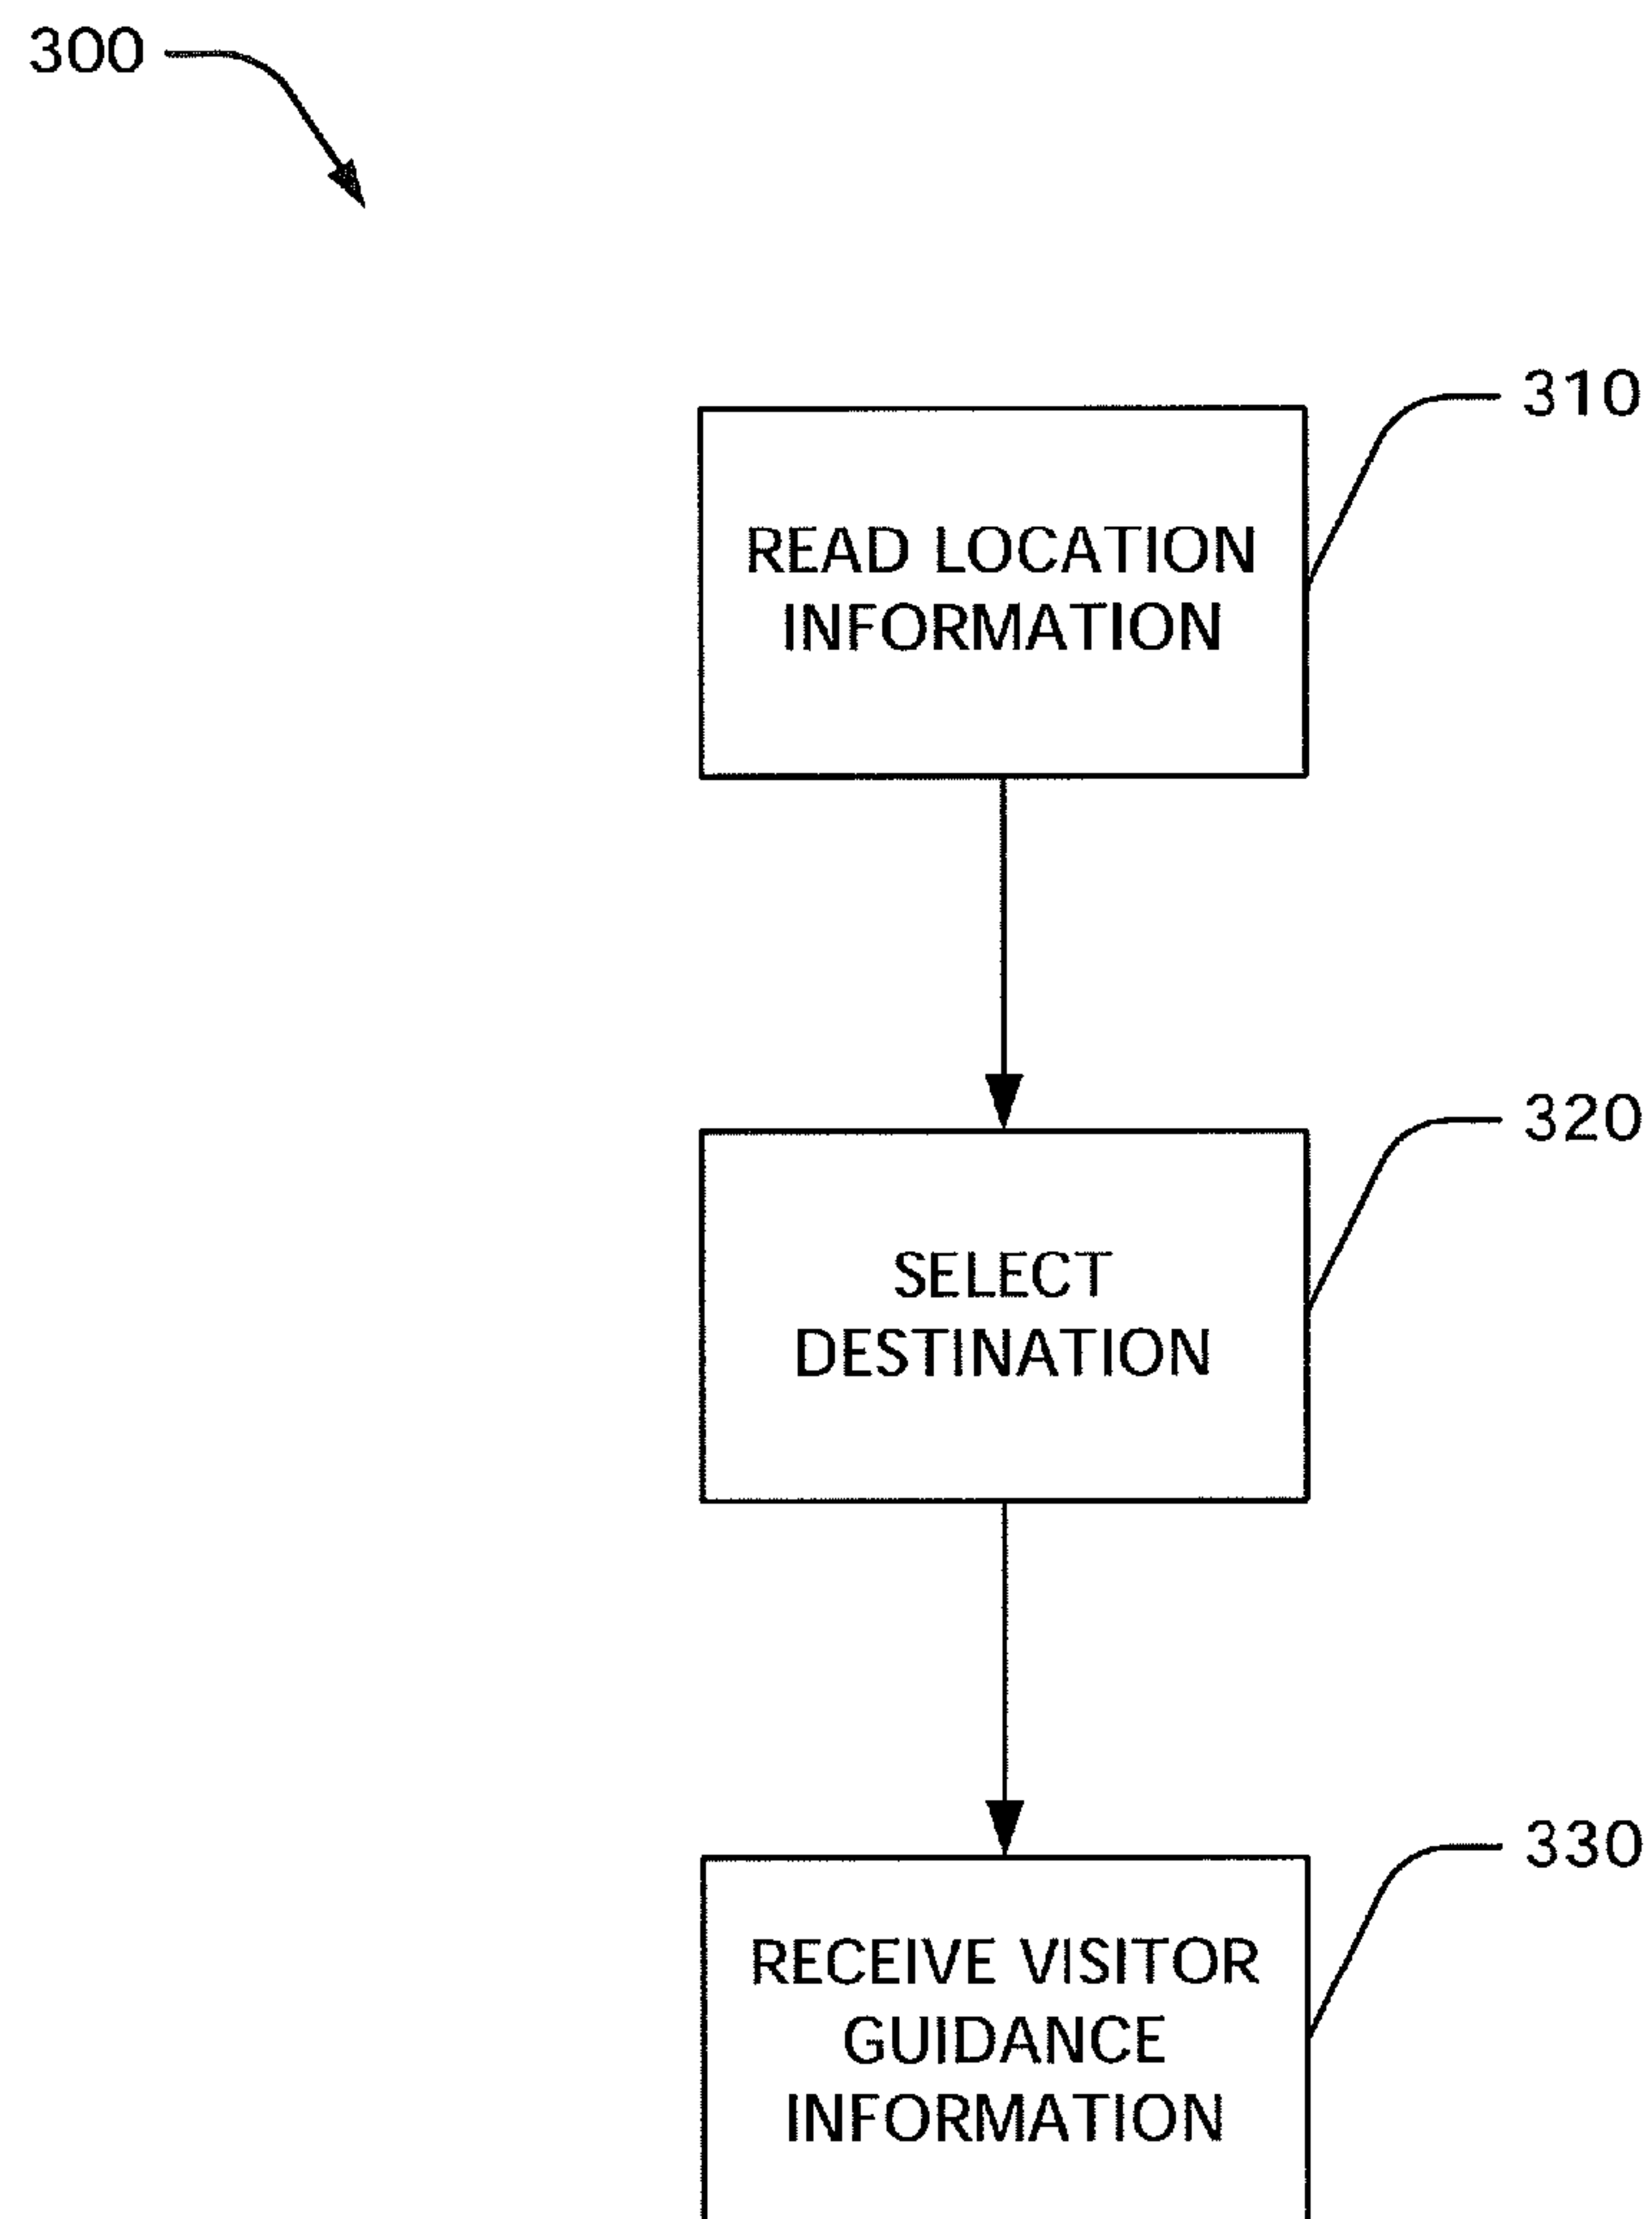 300
310
READ LOCATION
INFORMATION
320
SELECT
DESTINATION
330
RECEIVE VISITOR
GUIDANCE
INFORMATION